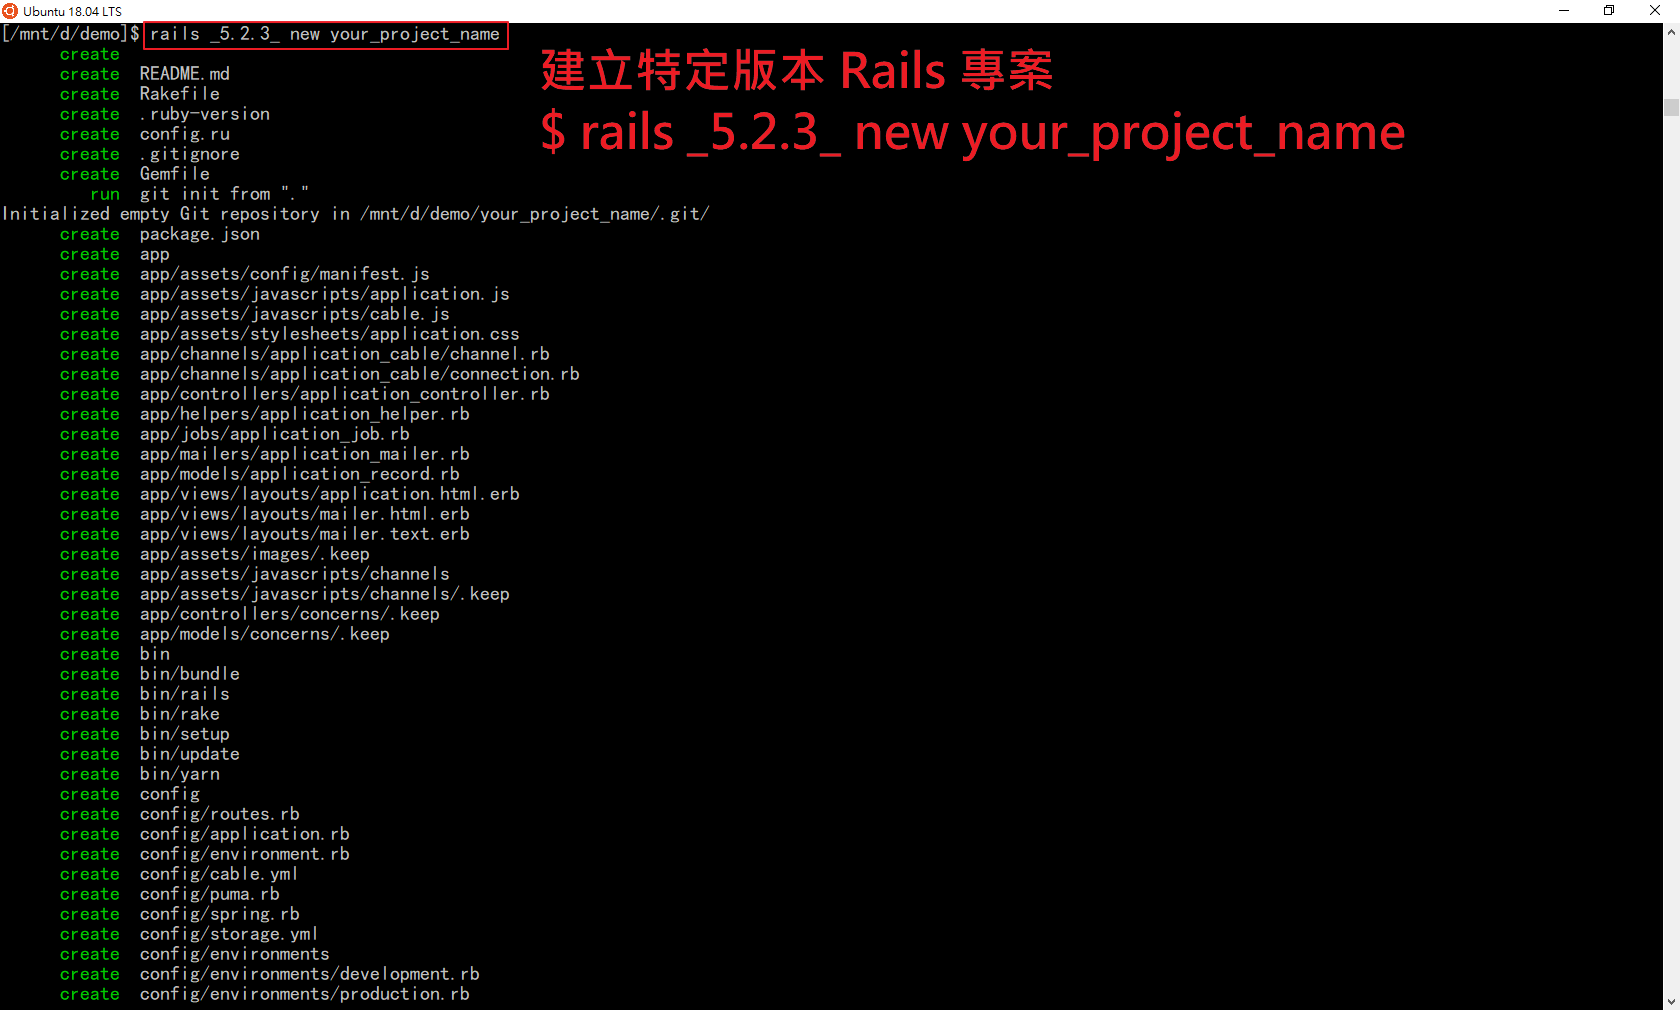 Ubuntu 18.04 LTS
[/mnt/d/demo]$ rails _5.2.3_ new your_project_name
建立特定版本 Rails 專案
$ rails _5.2.3_ new your_project_name
create
create README.md
create Rakefile
create .ruby-version
create config.ru
create .gitignore
create Gemfile
run git init from "."
Initialized empty Git repository in /mnt/d/demo/your_project_name/.git/
create package.json
create app
create app/assets/config/manifest.js
create app/assets/javascripts/application.js
create app/assets/javascripts/cable.js
create app/assets/stylesheets/application.css
create app/channels/application_cable/channel.rb
create app/channels/application_cable/connection.rb
create app/controllers/application_controller.rb
create app/helpers/application_helper.rb
create app/jobs/application_job.rb
create app/mailers/application_mailer.rb
create app/models/application_record.rb
create app/views/layouts/application.html.erb
create app/views/layouts/mailer.html.erb
create app/views/layouts/mailer.text.erb
create app/assets/images/.keep
create app/assets/javascripts/channels
create app/assets/javascripts/channels/.keep
create app/controllers/concerns/.keep
create app/models/concerns/.keep
create bin
create bin/bundle
create bin/rails
create bin/rake
create bin/setup
create bin/update
create bin/yarn
create config
create config/routes.rb
create config/application.rb
create config/environment.rb
create config/cable.yml
create config/puma.rb
create config/spring.rb
create config/storage.yml
create config/environments
create config/environments/development.rb
create config/environments/production.rb